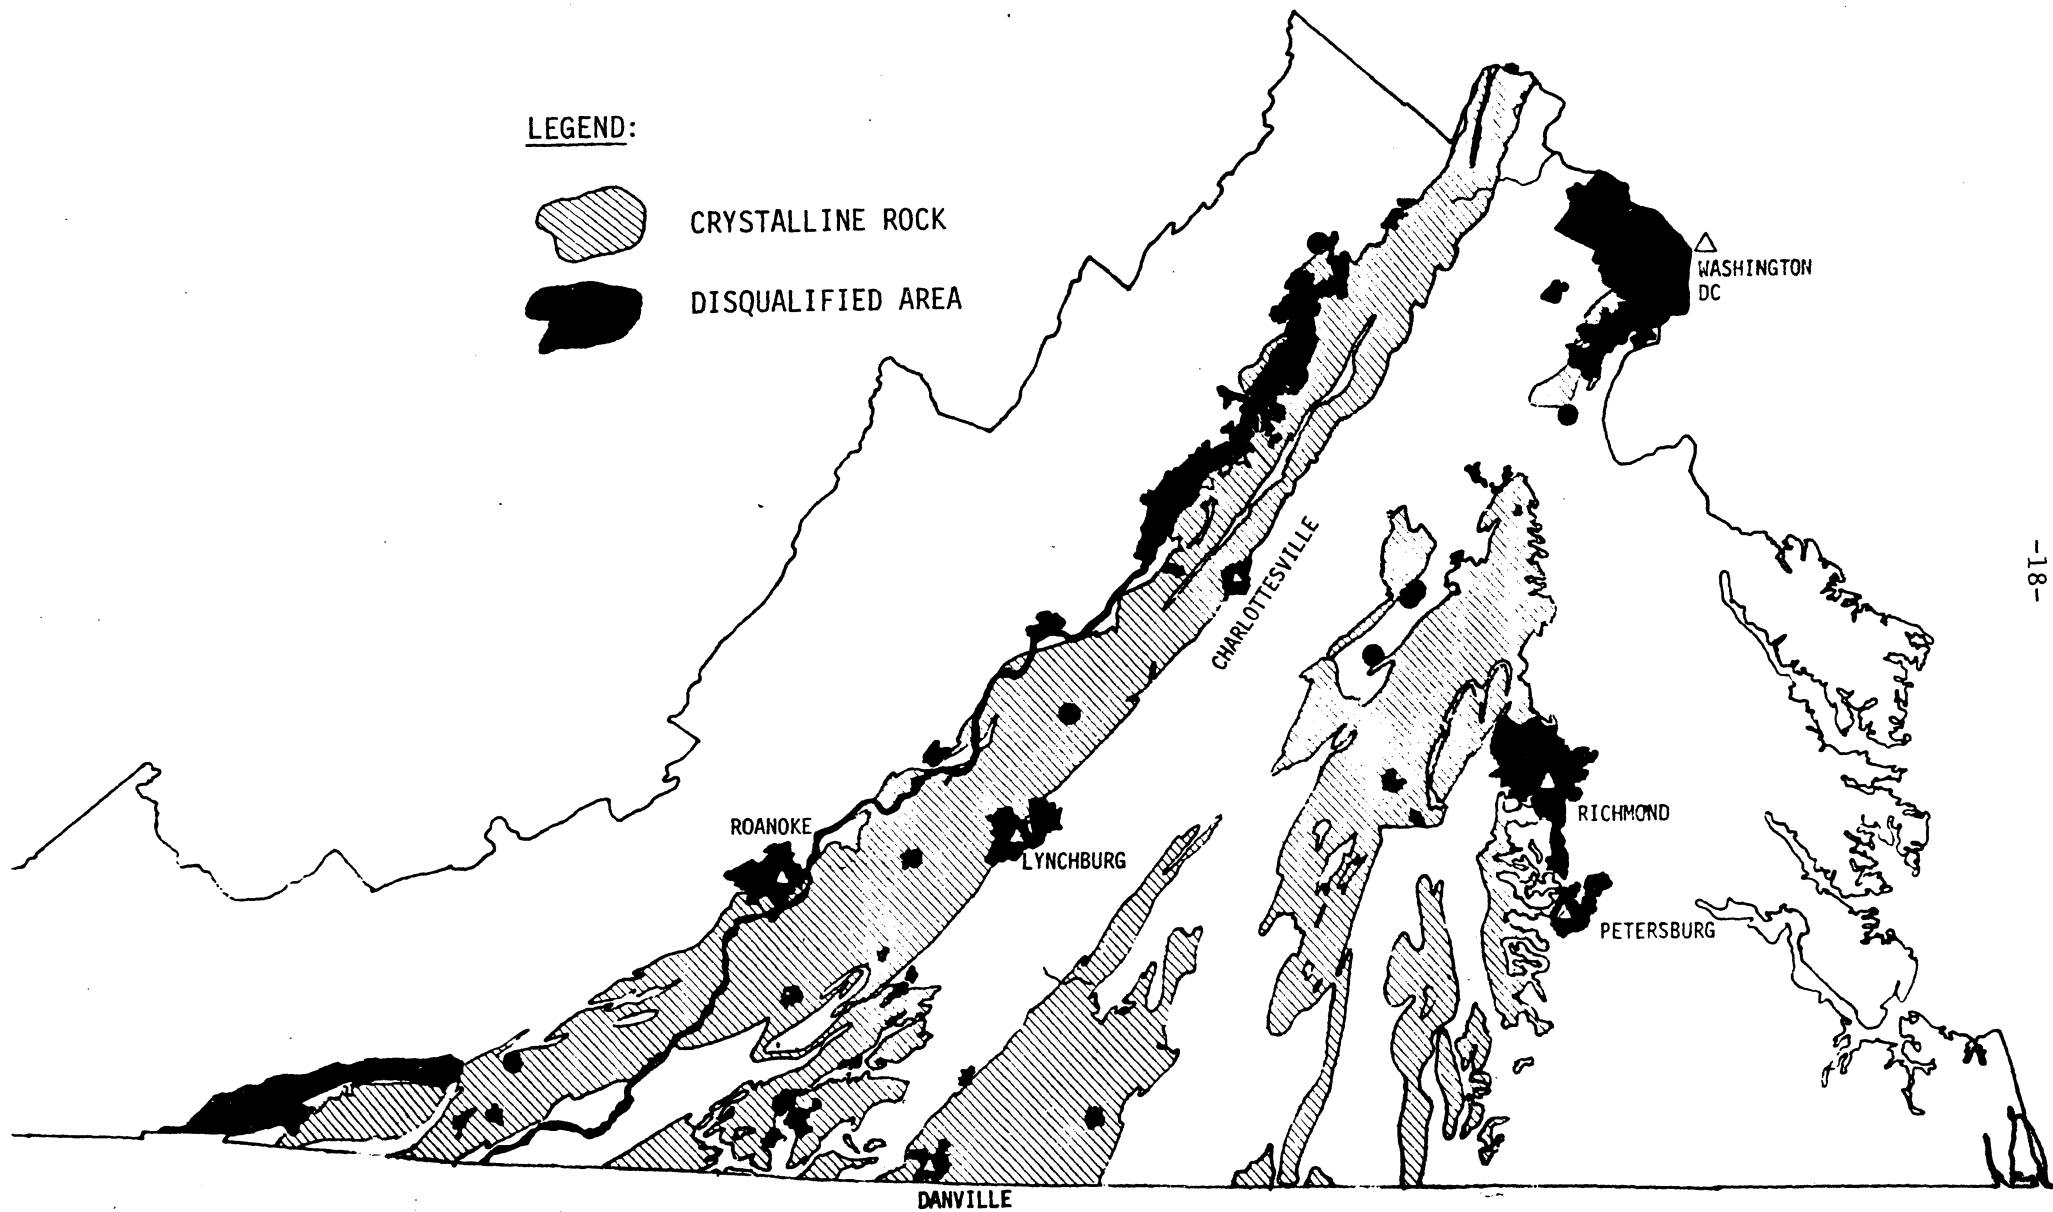 LEGEND:
CRYSTALLINE ROCK
DISQUALIFIED AREA
WASHINGTON
DC
-18-
CHARLOTTESVILLE
ROANOKE
LYNCHBURG
RICHMOND
PETERSBURG
DANVILLE